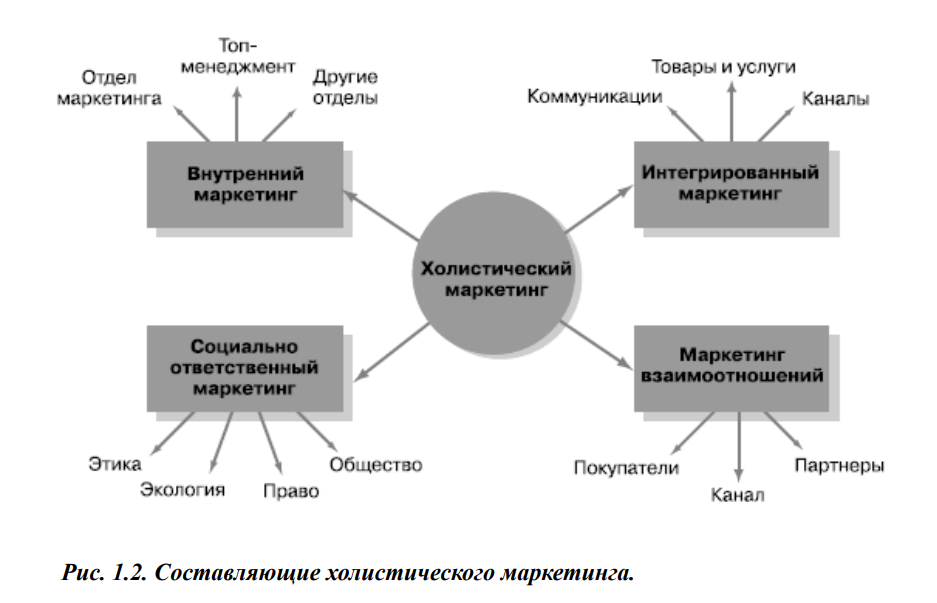 Топ-
менеджмент
Отдел
маркетинга
Другие
отделы
Внутренний
маркетинг
Товары и услуги
Коммуникации
Каналы
Интегрированный
маркетинг
Холистический
маркетинг
Социально
ответственный
маркетинг
Этика
Экология
Право
Общество
Маркетинг
взаимоотношений
Покупатели
Канал
Партнеры
Рис. 1.2. Составляющие холистического маркетинга.